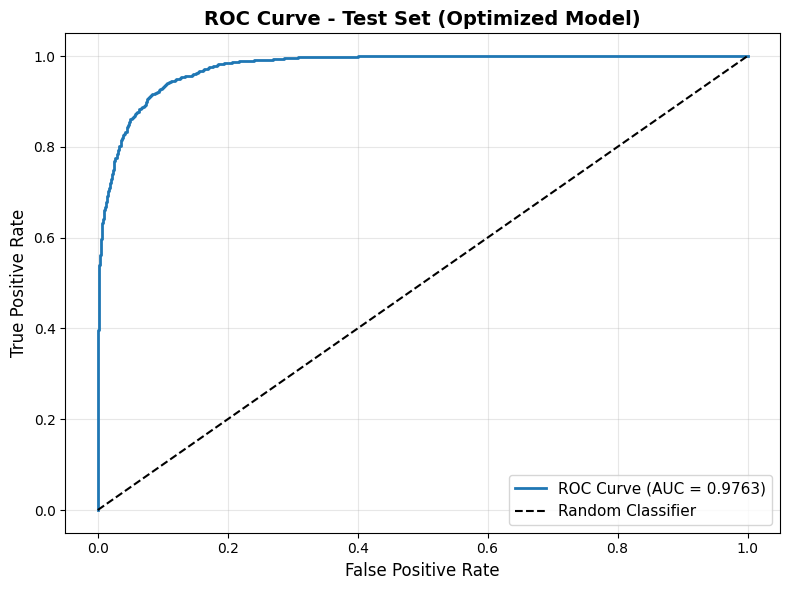 ROC Curve - Test Set (Optimized Model)
True Positive Rate
1.0
0.8
0.6
0.4
0.2
0.0
ROC Curve (AUC = 0.9763)
Random Classifier
0.0 0.2 0.4 0.6 0.8 1.0
False Positive Rate